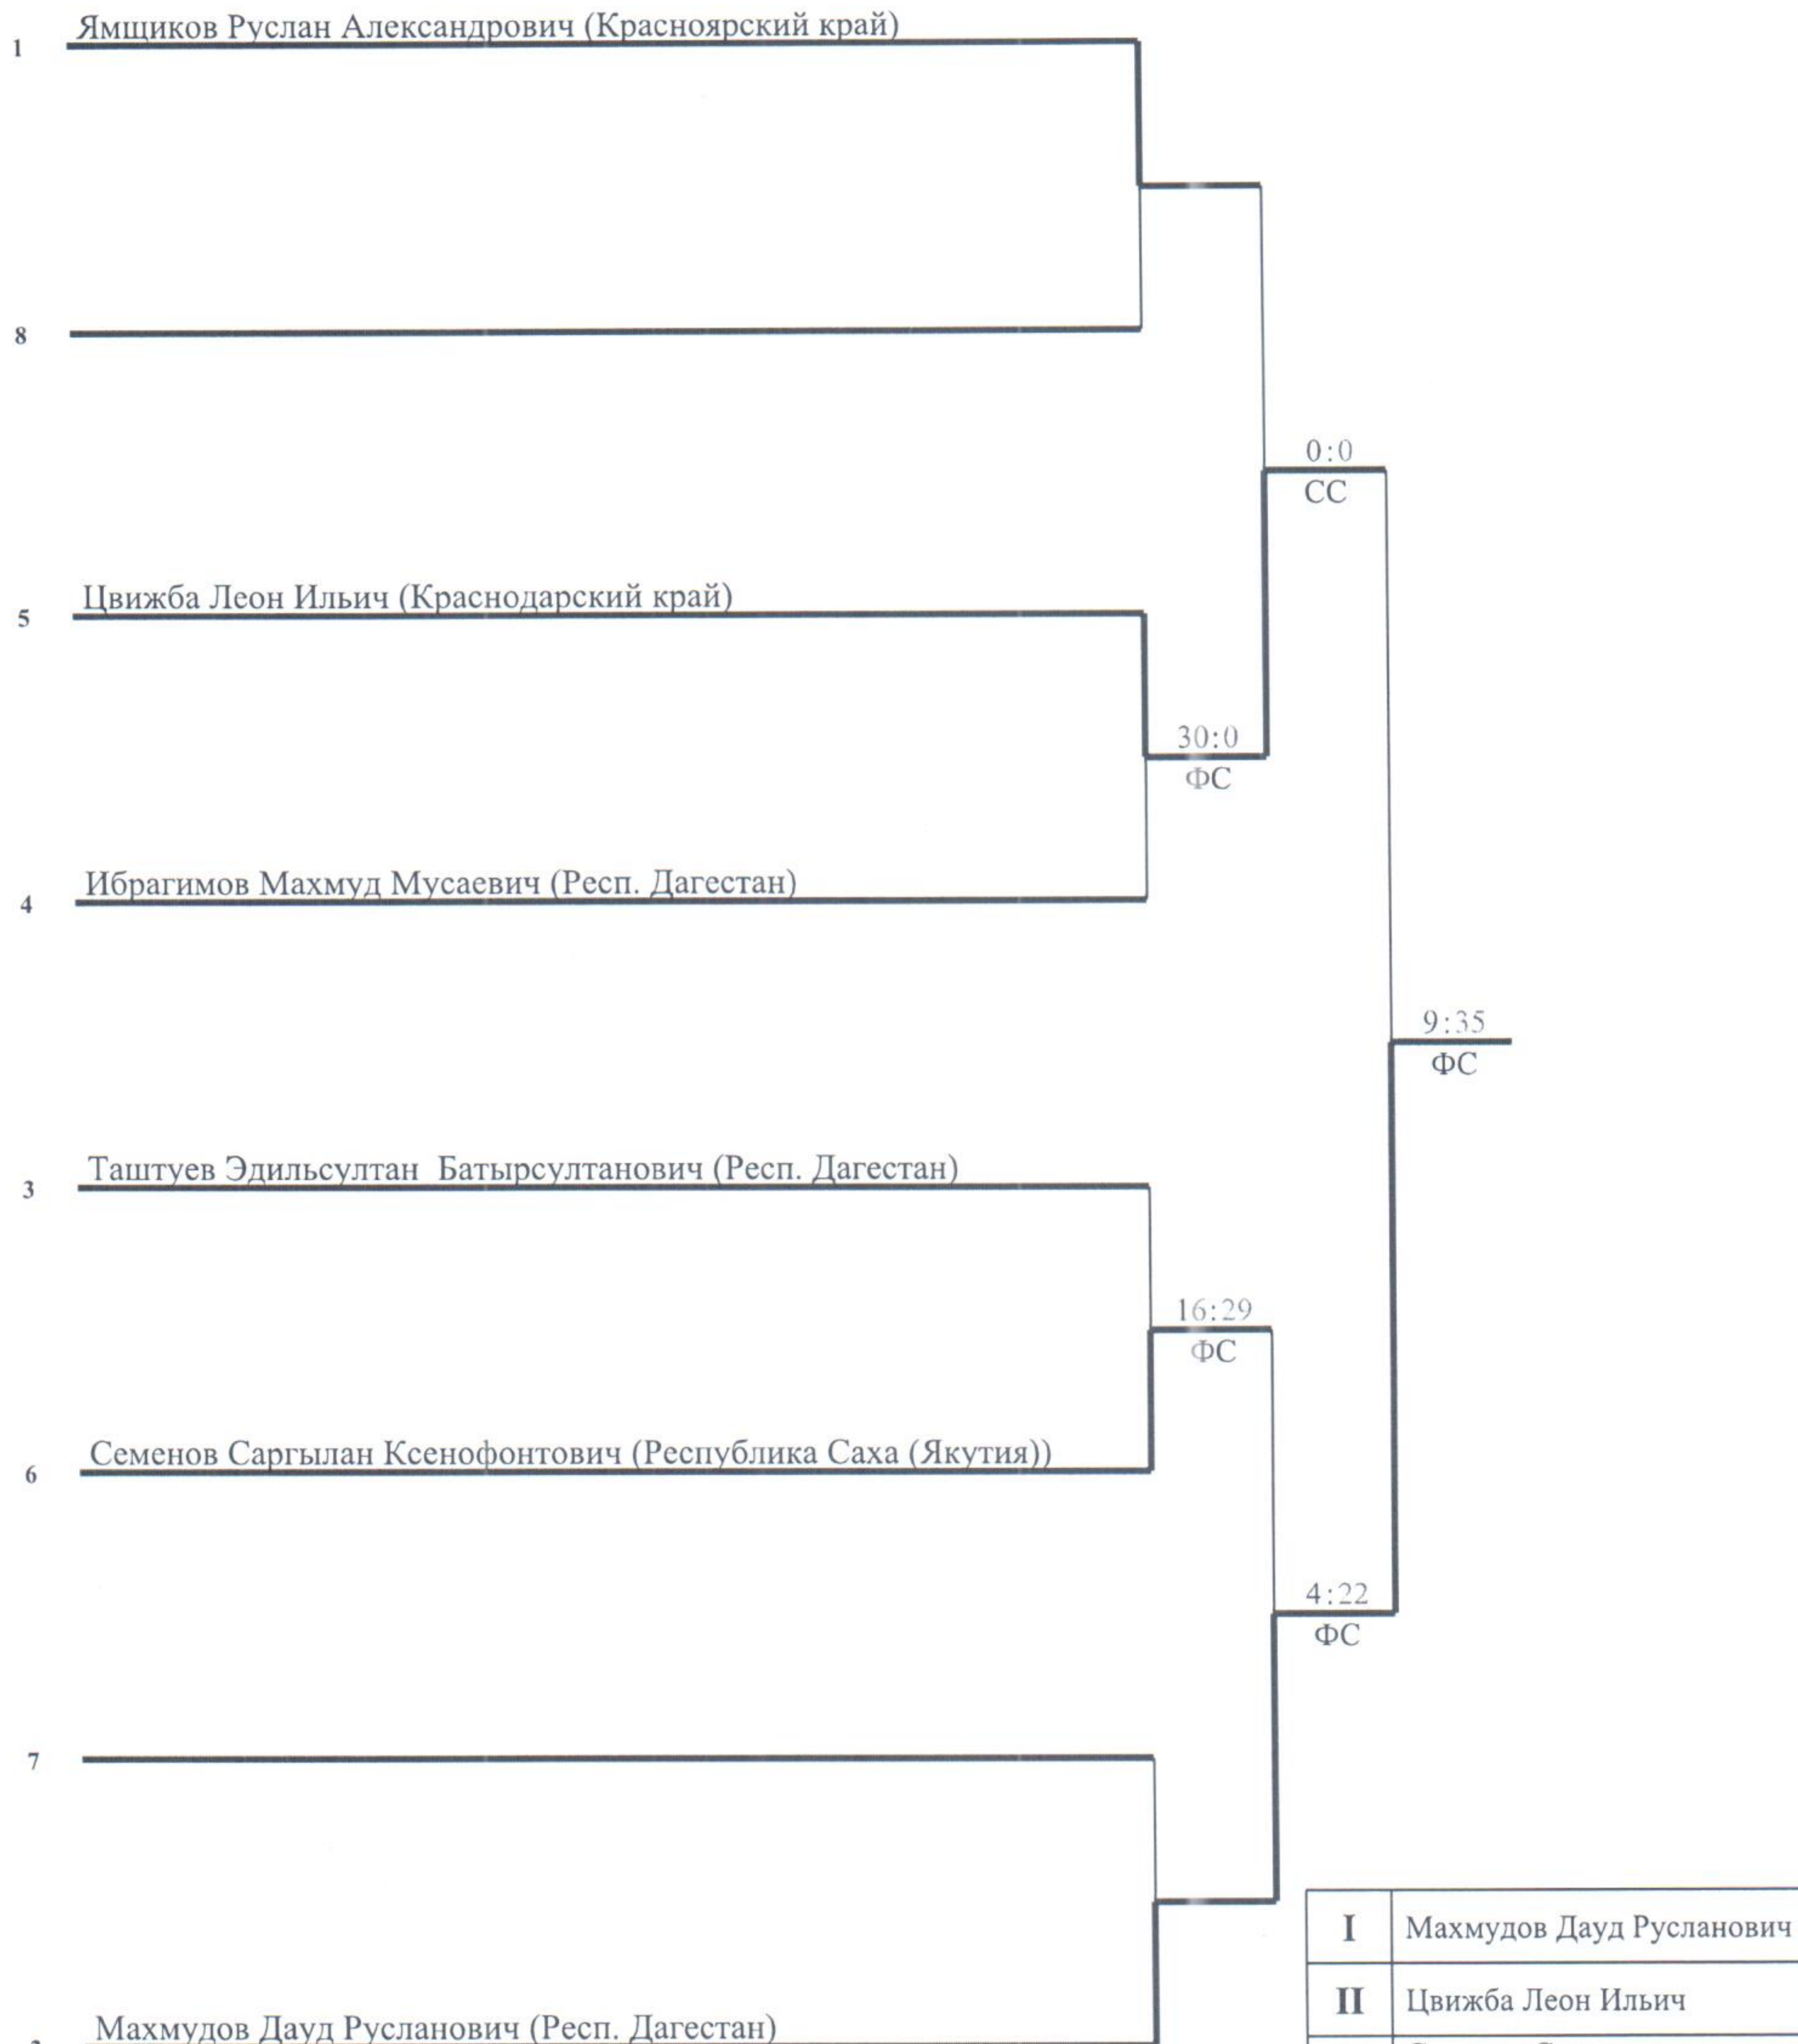 1 Ямщиков Руслан Александрович (Красноярский край)
8
0:0
СС
5 Цвижба Леон Ильич (Краснодарский край)
30:0
ФС
4 Ибрагимов Махмуд Мусаевич (Респ. Дагестан)
9:35
ФС
3 Таштуев Эдильсултан Батырсултанович (Респ. Дагестан)
16:29
ФС
6 Семенов Саргылан Ксенофонтович (Республика Саха (Якутия))
4:22
ФС
7
I Махмудов Дауд Русланович
II Цвижба Леон Ильич
Махмудов Дауд Русланович (Респ. Дагестан)